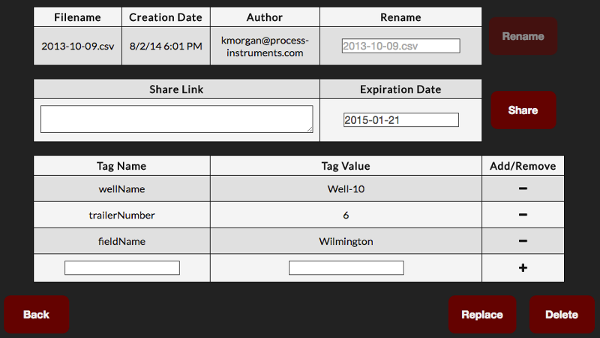 Filename Creation Date Author Rename
2013-10-09.csv 8/2/14 6:01 PM kmorgan@process-
instruments.com 2013-10-09.csv Rename
Share Link Expiration Date
2015-01-21 Share
Tag Name Tag Value Add/Remove
wellName Well-10 −
trailerNumber 6 −
fieldName Wilmington −
+
Back Replace Delete